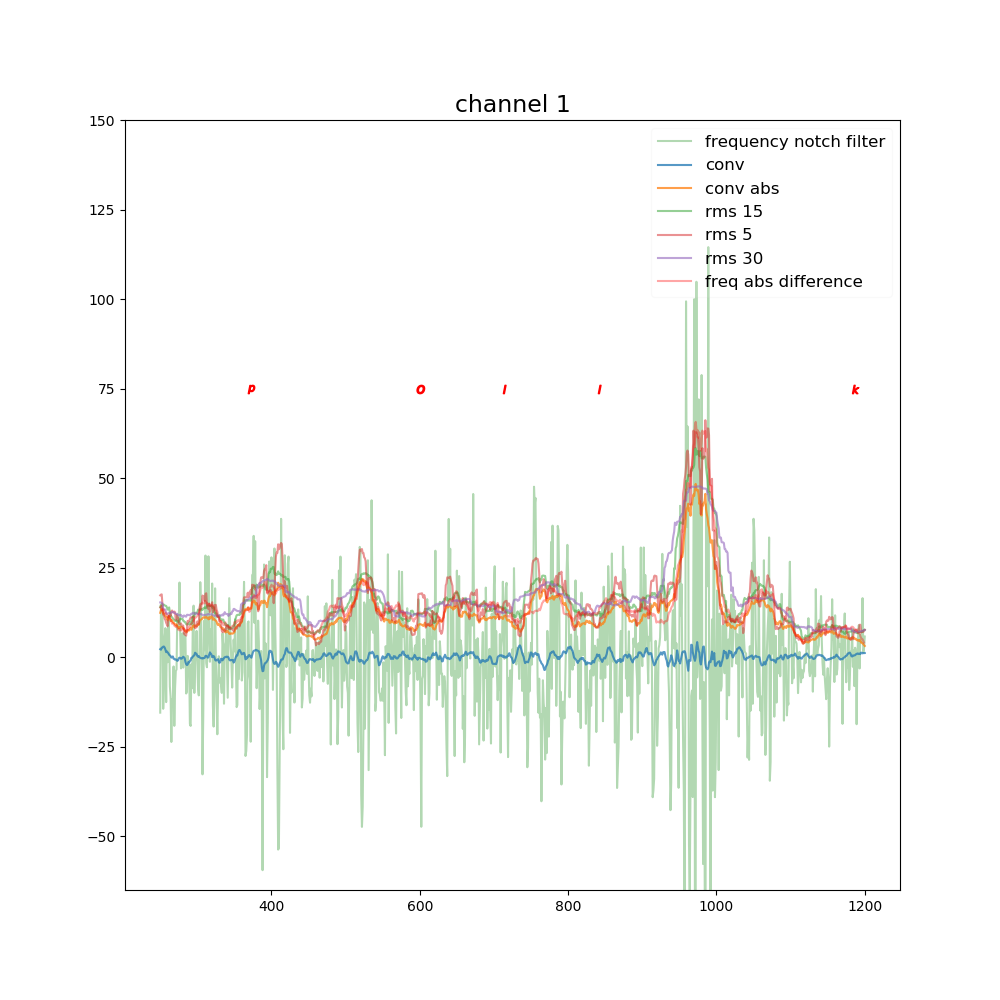 channel 1
150
125
100
75
50
25
0
−25
−50
frequency notch filter
conv
conv abs
rms 15
rms 5
rms 30
freq abs difference
p o l l k
400 600 800 1000 1200